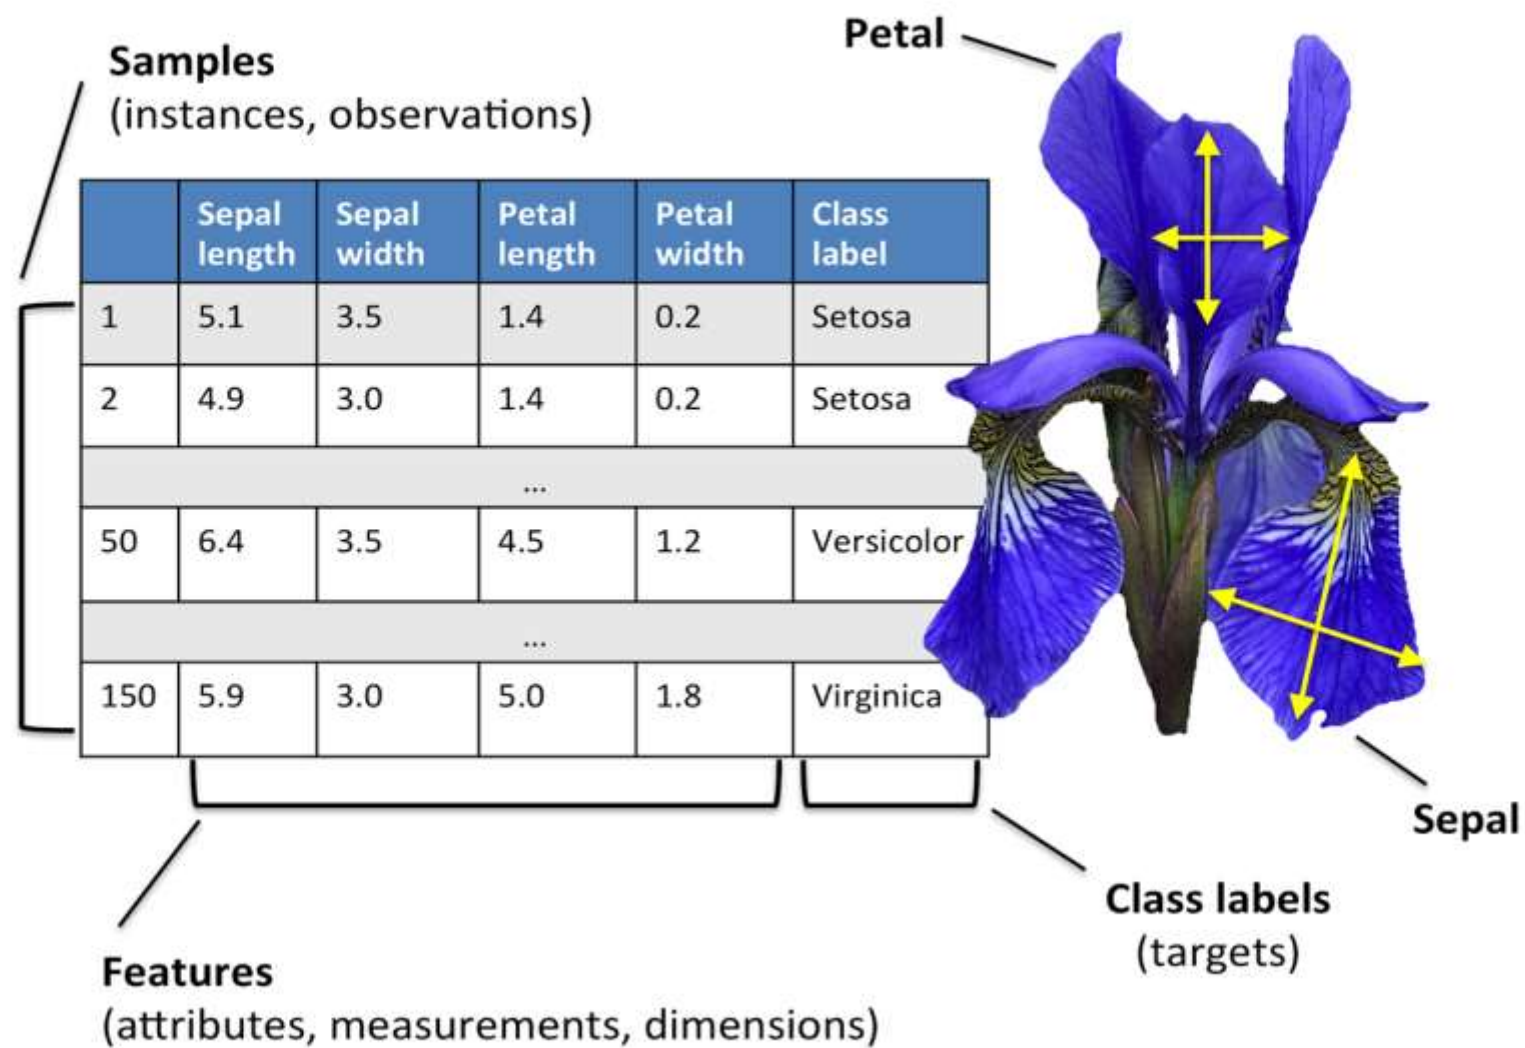 Petal
Samples
(instances, observations)
Sepal length Sepal width Petal length Petal width Class label
1 5.1 3.5 1.4 0.2 Setosa
2 4.9 3.0 1.4 0.2 Setosa
...
50 6.4 3.5 4.5 1.2 Versicolor
...
150 5.9 3.0 5.0 1.8 Virginica
Sepal
Class labels
(targets)
Features
(attributes, measurements, dimensions)